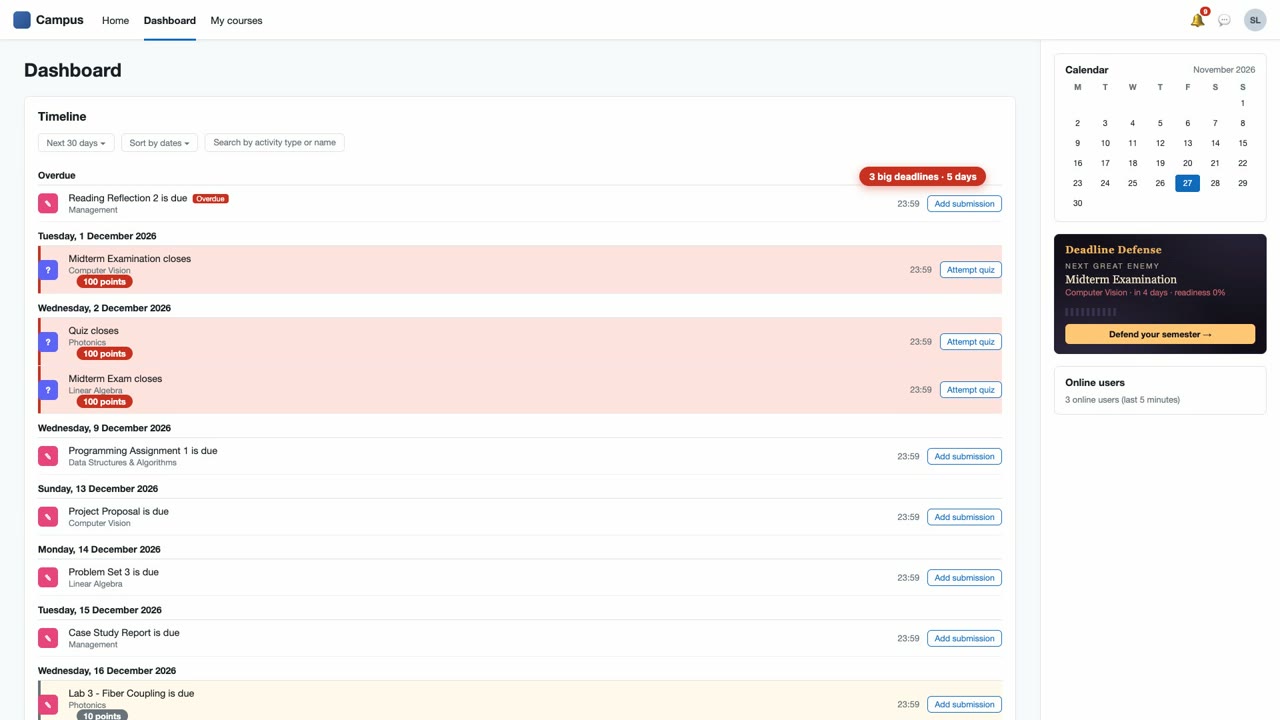 Campus Home Dashboard My courses
9
SL
Dashboard
Timeline
Next 30 days Sort by dates Search by activity type or name
Overdue
3 big deadlines · 5 days
Reading Reflection 2 is due Overdue
Management
23:59 Add submission
Tuesday, 1 December 2026
? Midterm Examination closes
Computer Vision
100 points
23:59 Attempt quiz
Wednesday, 2 December 2026
? Quiz closes
Photonics
100 points
23:59 Attempt quiz
? Midterm Exam closes
Linear Algebra
100 points
23:59 Attempt quiz
Wednesday, 9 December 2026
Programming Assignment 1 is due
Data Structures & Algorithms
23:59 Add submission
Sunday, 13 December 2026
Project Proposal is due
Computer Vision
23:59 Add submission
Monday, 14 December 2026
Problem Set 3 is due
Linear Algebra
23:59 Add submission
Tuesday, 15 December 2026
Case Study Report is due
Management
23:59 Add submission
Wednesday, 16 December 2026
Lab 3 - Fiber Coupling is due
Photonics
10 points
23:59 Add submission
Calendar November 2026
M T W T F S S
1
2 3 4 5 6 7 8
9 10 11 12 13 14 15
16 17 18 19 20 21 22
23 24 25 26 27 28 29
30
Deadline Defense
NEXT GREAT ENEMY
Midterm Examination
Computer Vision · in 4 days · readiness 0%
Defend your semester →
Online users
3 online users (last 5 minutes)